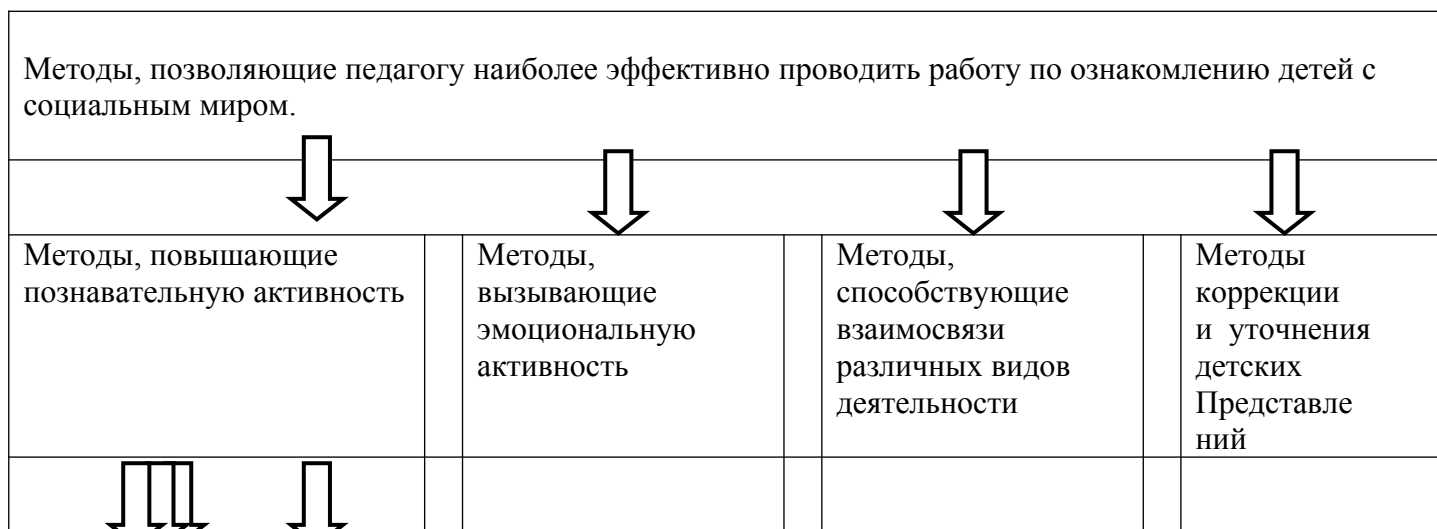 Методы, позволяющие педагогу наиболее эффективно проводить работу по ознакомлению детей с
социальным миром.
Методы, повышающие
познавательную активность
Методы,
вызывающие
эмоциональную
активность
Методы,
способствующие
взаимосвязи
различных видов
деятельности
Методы
коррекции
и уточнения
детских
Представле
ний